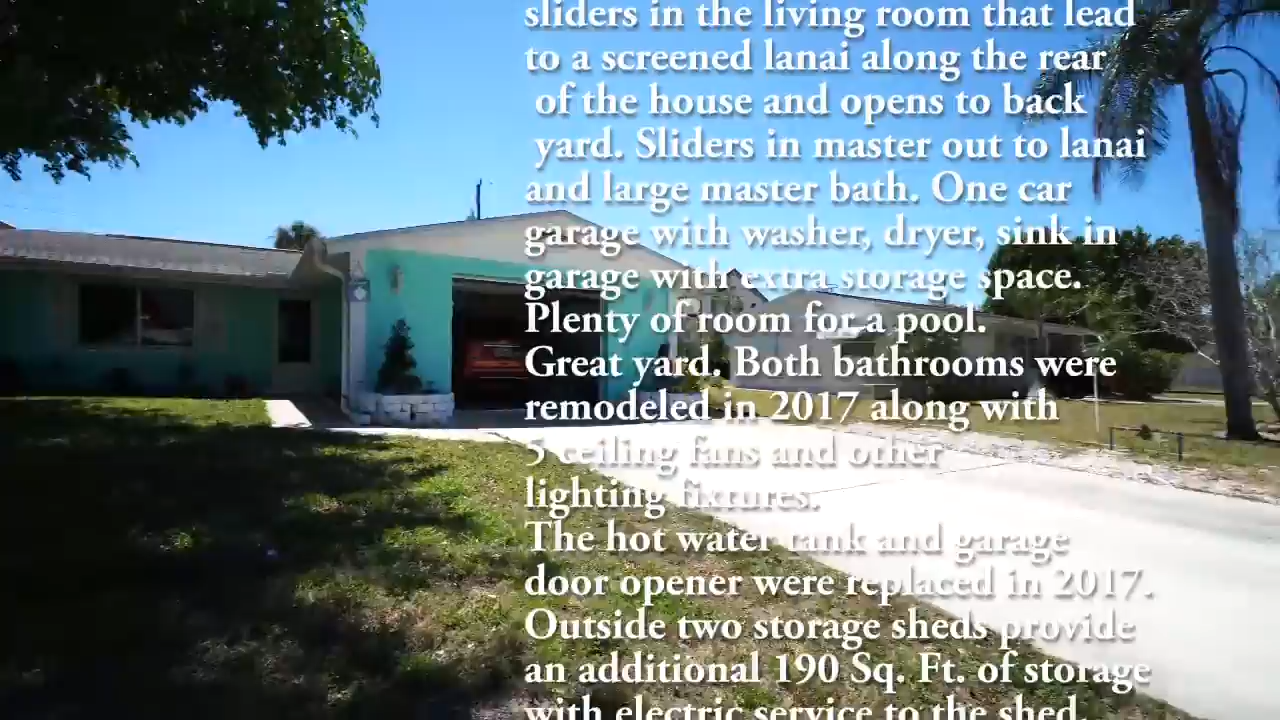 sliders in the living room that lead
to a screened lanai along the rear
of the house and opens to back
yard. Sliders in master out to lanai
and large master bath. One car
garage with washer, dryer, sink in
garage with extra storage space.
Plenty of room for a pool.
Great yard. Both bathrooms were
remodeled in 2017 along with
5 ceiling fans and other
lighting fixtures.
The hot water tank and garage
door opener were replaced in 2017.
Outside two storage sheds provide
an additional 190 Sq. Ft. of storage
with electric service to the shed.